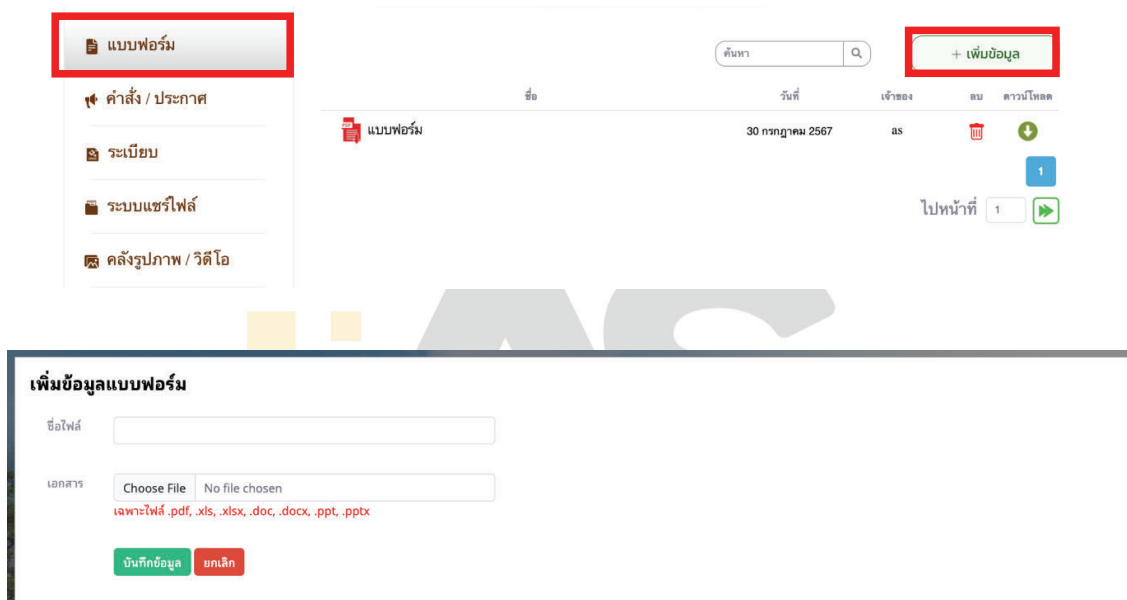 แบบฟอร์ม
ค้นหา
+ เพิ่มข้อมูล
คำสั่ง / ประกาศ
ชื่อ วันที่ เจ้าของ ลบ ดาวน์โหลด
PDF แบบฟอร์ม 30 กรกฎาคม 2567 as
ระเบียบ
1
ระบบแชร์ไฟล์
ไปหน้าที่ 1
คลังรูปภาพ / วิดีโอ
เพิ่มข้อมูลแบบฟอร์ม
ชื่อไฟล์
เอกสาร Choose File No file chosen
เฉพาะไฟล์ .pdf, .xls, .xlsx, .doc, .docx, .ppt, .pptx
บันทึกข้อมูล ยกเลิก